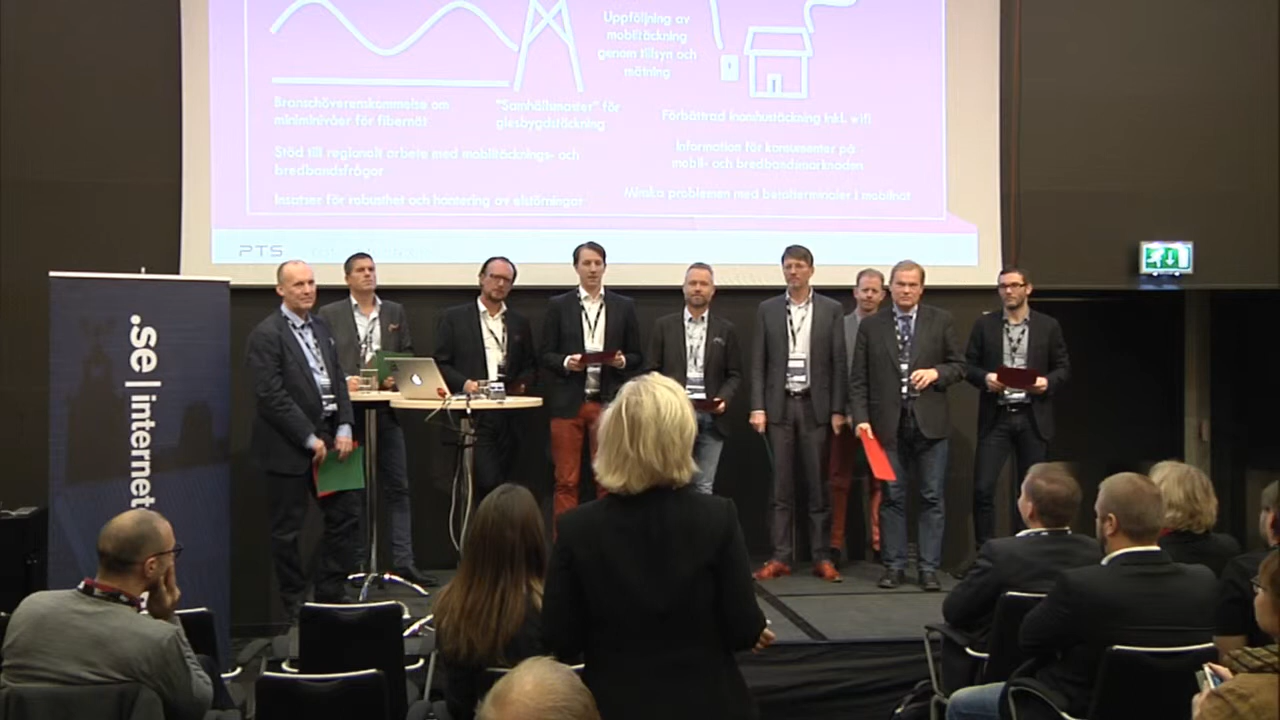 Uppföljning av
mobiltäckning
genom tillsyn och
mätning
Branschöverenskommelse om
miniminivåer för fibernät
"Samhällsmaster" för
glesbygdstäckning
Förbättrad inomhustäckning inkl. wifi
Stöd till regionalt arbete med mobiltäcknings- och
bredbandsfrågor
Information för konsumenter på
mobil- och bredbandsmarknaden
Insatser för robusthet och hantering av elstörningar
Minska problemen med
i mobilnät
PTS
.se | internet